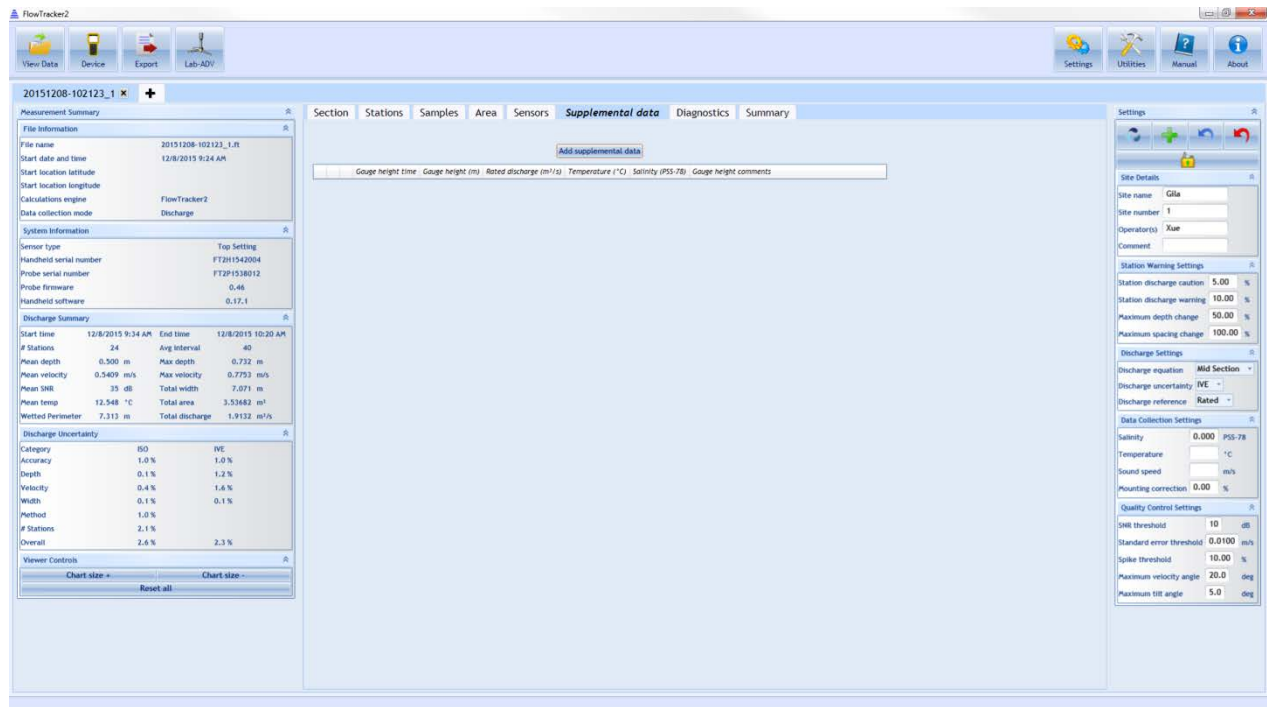 FlowTracker2
View Data Device Export Lab-ADV Settings Utilities Manual About
20151208-102123_1
Measurement Summary
File Information
File name 20151208-102123_1.ft
Start date and time 12/8/2015 9:24 AM
Start location latitude
Start location longitude
Calculations engine FlowTracker2
Data collection mode Discharge
System Information
Sensor type Top Setting
Handheld serial number FT2H1542004
Probe serial number FT2P1538012
Probe firmware 0.46
Handheld software 0.17.1
Discharge Summary
Start time 12/8/2015 9:34 AM End time 12/8/2015 10:20 AM
# Stations 24 Avg Interval 40
Mean depth 0.500 m Max depth 0.732 m
Mean velocity 0.5409 m/s Max velocity 0.7753 m/s
Mean SNR 35 dB Total width 7.071 m
Mean temp 12.548 °C Total area 3.53682 m²
Wetted Perimeter 7.313 m Total discharge 1.9132 m³/s
Discharge Uncertainty
Category ISO IVE
Accuracy 1.0 % 1.0 %
Depth 0.1 % 1.2 %
Velocity 0.4 % 1.6 %
Width 0.1 % 0.1 %
Method 1.0 %
# Stations 2.1 %
Overall 2.6 % 2.3 %
Viewer Controls
Chart size + Chart size -
Reset all
Section Stations Samples Area Sensors Supplemental data Diagnostics Summary
Add supplemental data
Gauge height time Gauge height (m) Rated discharge (m³/s) Temperature (°C) Salinity (PSS-78) Gauge height comments
Settings
Site Details
Site name Gila
Site number 1
Operator(s) Xue
Comment
Station Warning Settings
Station discharge caution 5.00 %
Station discharge warning 10.00 %
Maximum depth change 50.00 %
Maximum spacing change 100.00 %
Discharge Settings
Discharge equation Mid Section
Discharge uncertainty IVE
Discharge reference Rated
Data Collection Settings
Salinity 0.000 PSS-78
Temperature °C
Sound speed m/s
Mounting correction 0.00 %
Quality Control Settings
SNR threshold 10 dB
Standard error threshold 0.0100 m/s
Spike threshold 10.00 %
Maximum velocity angle 20.0 deg
Maximum tilt angle 5.0 deg